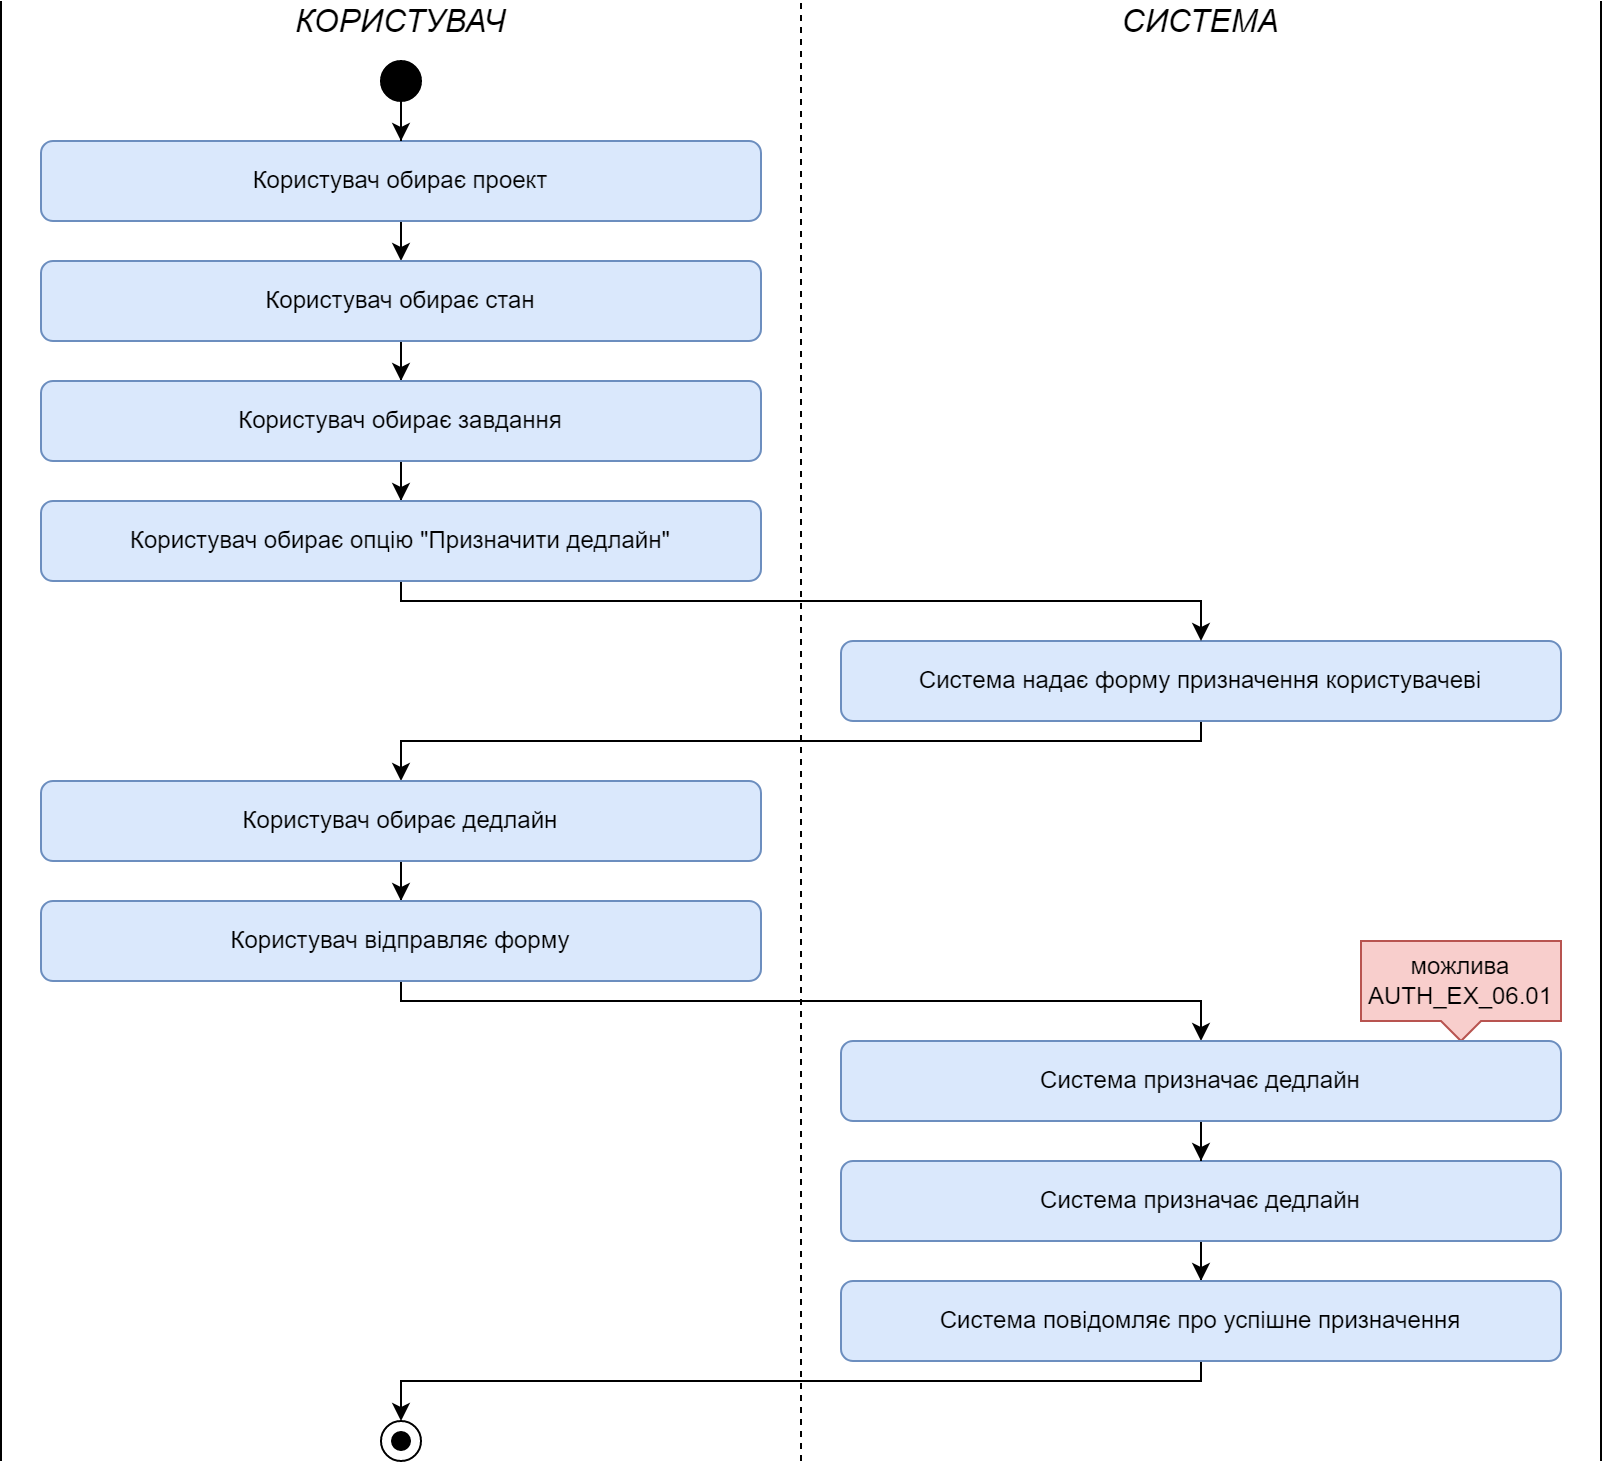 КОРИСТУВАЧ
СИСТЕМА
Користувач обирає проект
Користувач обирає стан
Користувач обирає завдання
Користувач обирає опцію "Призначити дедлайн"
Система надає форму призначення користувачеві
Користувач обирає дедлайн
Користувач відправляє форму
можлива
AUTH_EX_06.01
Система призначає дедлайн
Система призначає дедлайн
Система повідомляє про успішне призначення